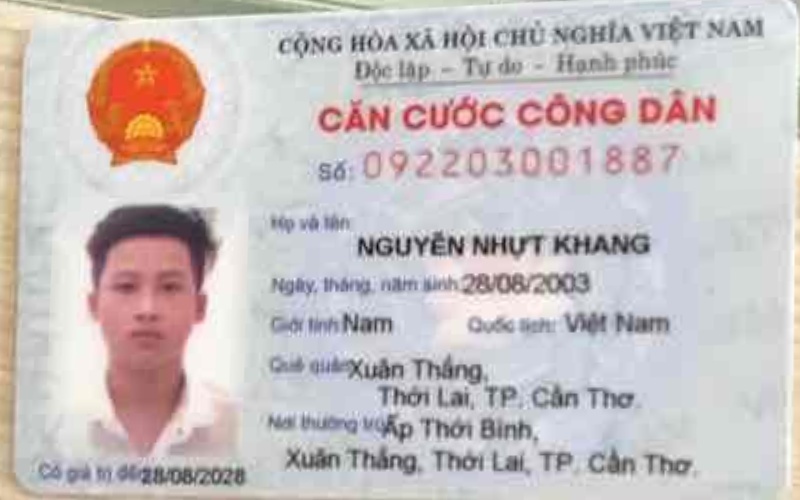 CỘNG HÒA XÃ HỘI CHỦ NGHĨA VIỆT NAM
Độc lập - Tự do - Hạnh phúc
CĂN CƯỚC CÔNG DÂN
Số: 092203001887
Họ và tên:
NGUYỄN NHỰT KHANG
Ngày, tháng, năm sinh: 28/08/2003
Giới tính: Nam Quốc tịch: Việt Nam
Quê quán: Xuân Thắng,
Thới Lai, TP. Cần Thơ.
Nơi thường trú: Ấp Thới Bình,
Xuân Thắng, Thới Lai, TP. Cần Thơ.
Có giá trị đến: 28/08/2028